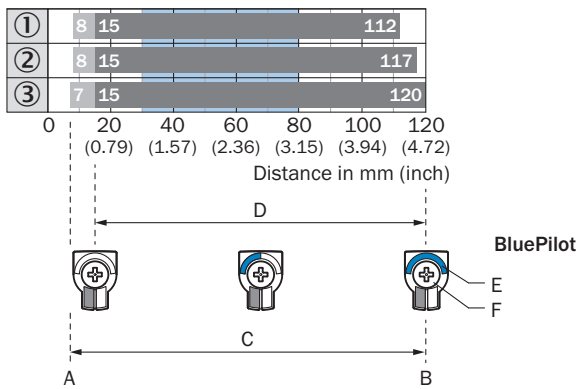 ① 8 15 112
② 8 15 117
③ 7 15 120
0 20 40 60 80 100 120
(0.79) (1.57) (2.36) (3.15) (3.94) (4.72)
Distance in mm (inch)
D
BluePilot
E
F
C
A B